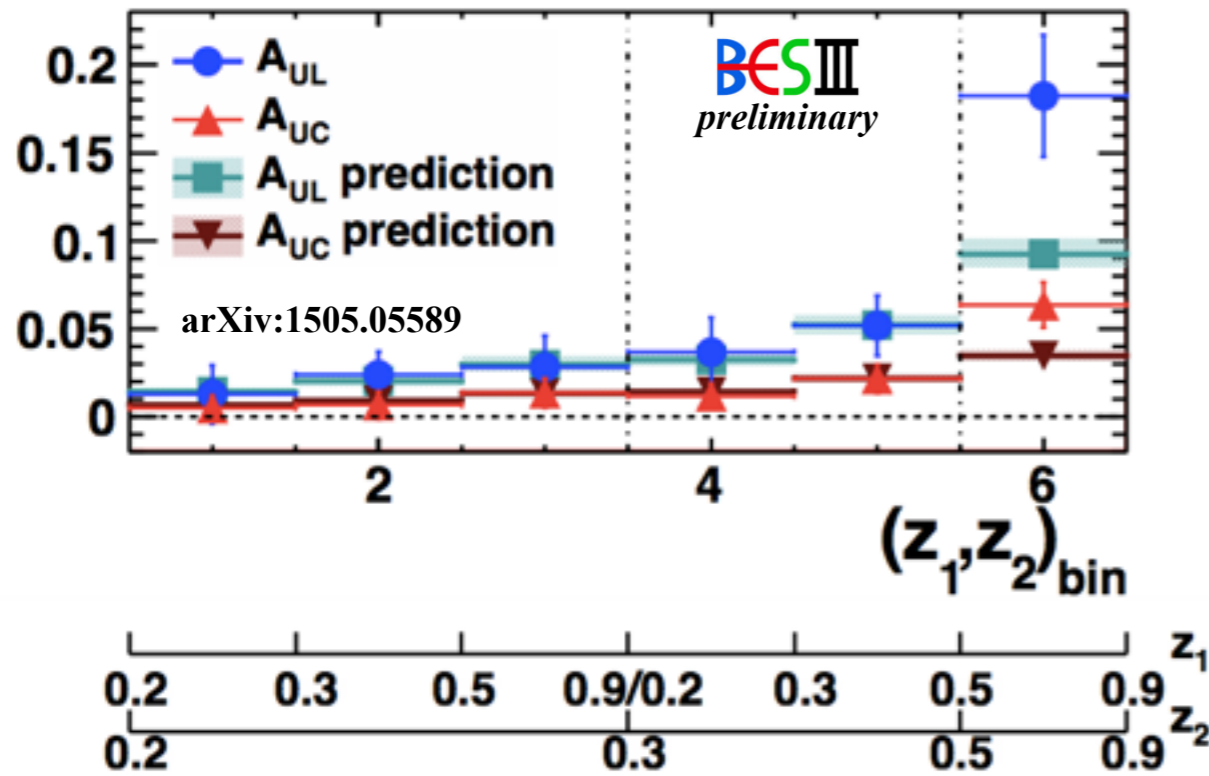 0.2
0.15
0.1
0.05
0
A_UL
A_UC
A_UL prediction
A_UC prediction
BESIII
preliminary
arXiv:1505.05589
2 4 6
(z_1,z_2)_bin
z_1
0.2 0.3 0.5 0.9/0.2 0.3 0.5 0.9
z_2
0.2 0.3 0.5 0.9